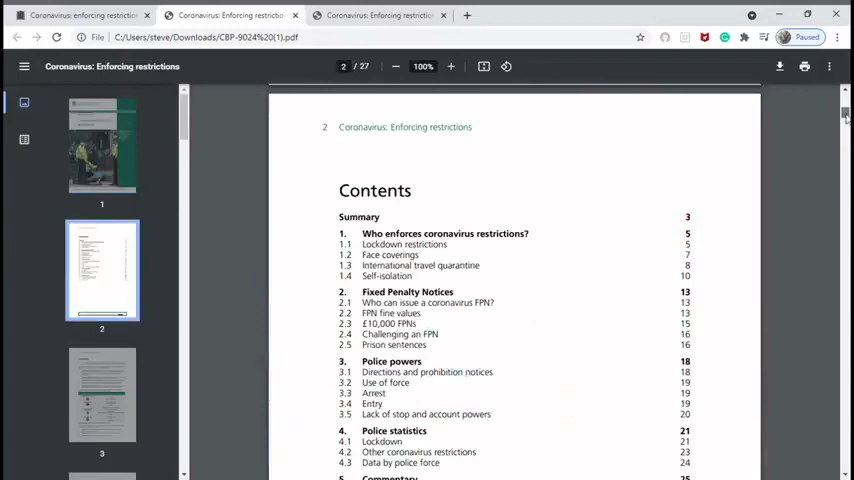 Coronavirus: enforcing restrictio
Coronavirus: Enforcing restrictio
Coronavirus: Enforcing restrictio
File
C:/Users/steve/Downloads/CBP-9024%20(1).pdf
Paused
Coronavirus: Enforcing restrictions
2 / 27
100%
1
2
3
2 Coronavirus: Enforcing restrictions
Contents
Summary 3
1. Who enforces coronavirus restrictions? 5
1.1 Lockdown restrictions 5
1.2 Face coverings 7
1.3 International travel quarantine 8
1.4 Self-isolation 10
2. Fixed Penalty Notices 13
2.1 Who can issue a coronavirus FPN? 13
2.2 FPN fine values 13
2.3 £10,000 FPNs 15
2.4 Challenging an FPN 16
2.5 Prison sentences 16
3. Police powers 18
3.1 Directions and prohibition notices 18
3.2 Use of force 19
3.3 Arrest 19
3.4 Entry 19
3.5 Lack of stop and account powers 20
4. Police statistics 21
4.1 Lockdown 21
4.2 Other coronavirus restrictions 23
4.3 Data by police force 24
5. Commentary 25